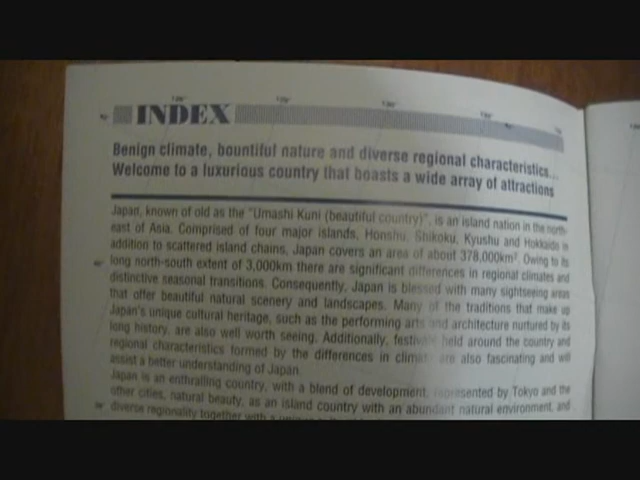 INDEX
Benign climate, bountiful nature and diverse regional characteristics...
Welcome to a luxurious country that boasts a wide array of attractions
Japan, known of old as the "Umashi Kuni (beautiful country)", is an island nation in the north-
east of Asia. Comprised of four major islands, Honshu, Shikoku, Kyushu and Hokkaido in
addition to scattered island chains, Japan covers an area of about 378,000km². Owing to its
long north-south extent of 3,000km there are significant differences in regional climates and
distinctive seasonal transitions. Consequently, Japan is blessed with many sightseeing areas
that offer beautiful natural scenery and landscapes. Many of the traditions that make up
Japan's unique cultural heritage, such as the performing arts and architecture nurtured by its
long history, are also well worth seeing. Additionally, festivals held around the country and
regional characteristics formed by the differences in climate are also fascinating and will
assist a better understanding of Japan.
Japan is an enthralling country, with a blend of development, represented by Tokyo and the
other cities, natural beauty, as an island country with an abundant natural environment, and
diverse regionality together with a